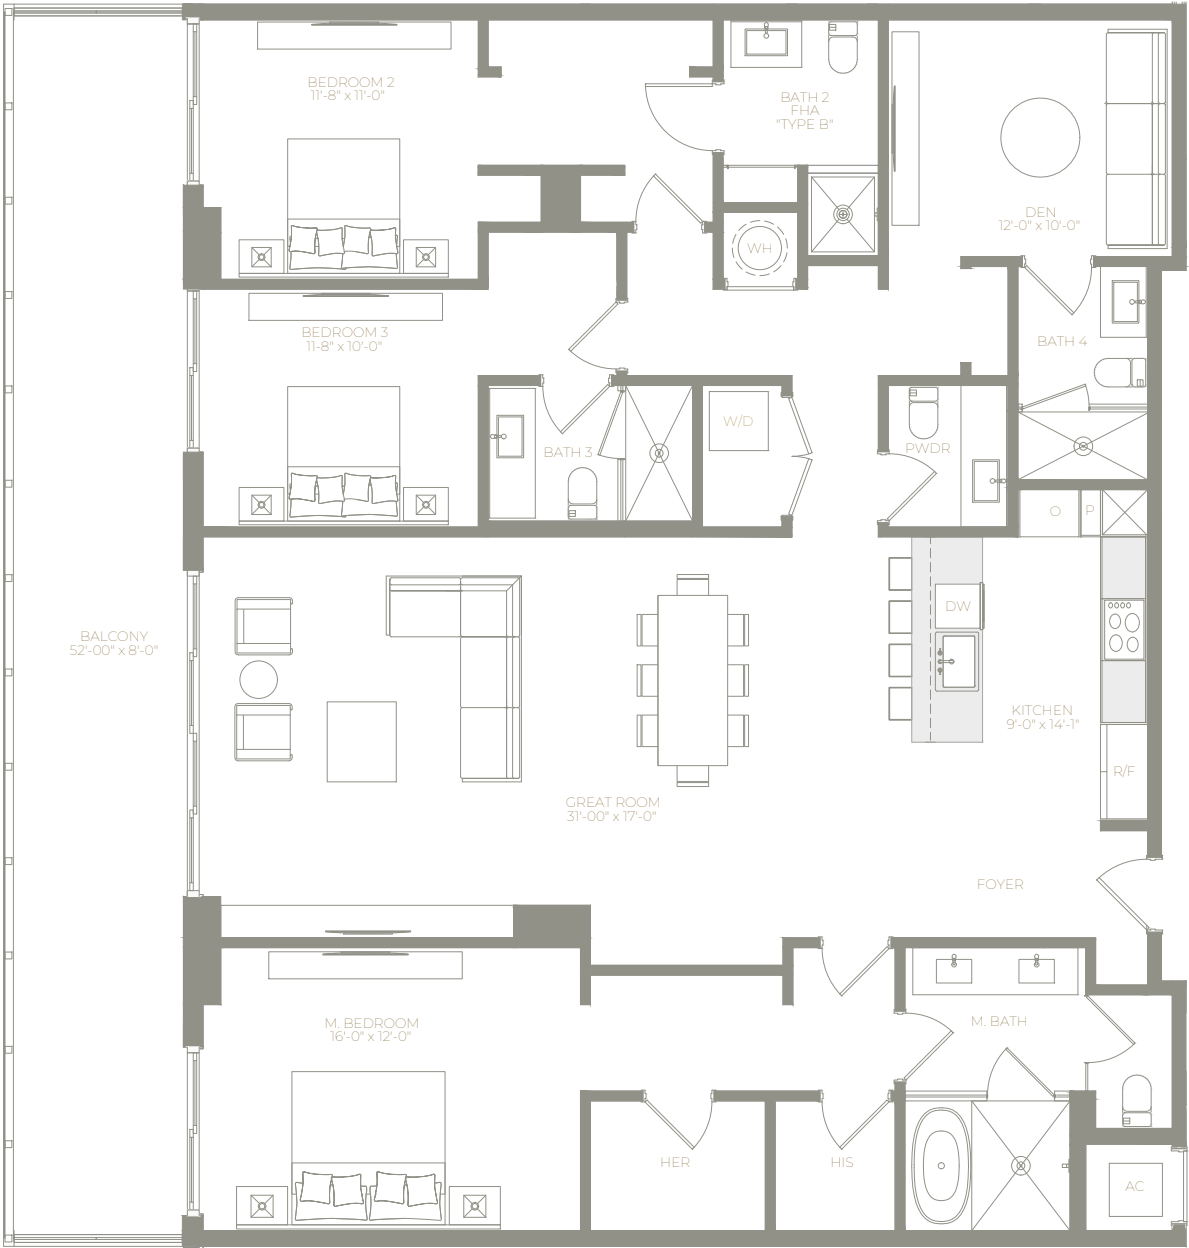 BEDROOM 2
11'-8" x 11'-0"
BATH 2
FHA
"TYPE B"
DEN
12'-0" x 10'-0"
WH
BEDROOM 3
11-8" x 10'-0"
BATH 4
W/D
BATH 3
PWDR
O
P
DW
BALCONY
52'-00" x 8'-0"
KITCHEN
9'-0" x 14'-1"
R/F
GREAT ROOM
31'-00" x 17'-0"
FOYER
M. BEDROOM
16'-0" x 12'-0"
M. BATH
HER
HIS
AC